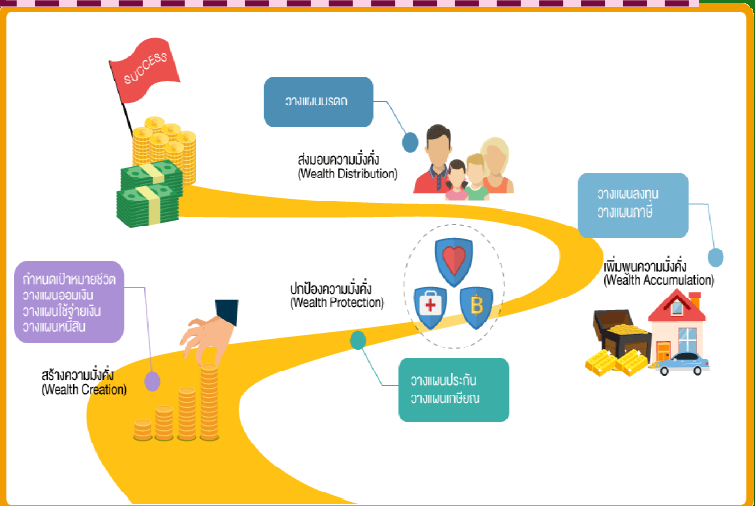 SUCCESS
วางแผนมรดก
ส่งมอบความมั่งคั่ง
(Wealth Distribution)
วางแผนลงทุน
วางแผนภาษี
เพิ่มพูนความมั่งคั่ง
(Wealth Accumulation)
ปกป้องความมั่งคั่ง
(Wealth Protection)
วางแผนประกัน
วางแผนเกษียณ
กำหนดเป้าหมายชีวิต
วางแผนออมเงิน
วางแผนใช้จ่ายเงิน
วางแผนหนี้สิน
สร้างความมั่งคั่ง
(Wealth Creation)